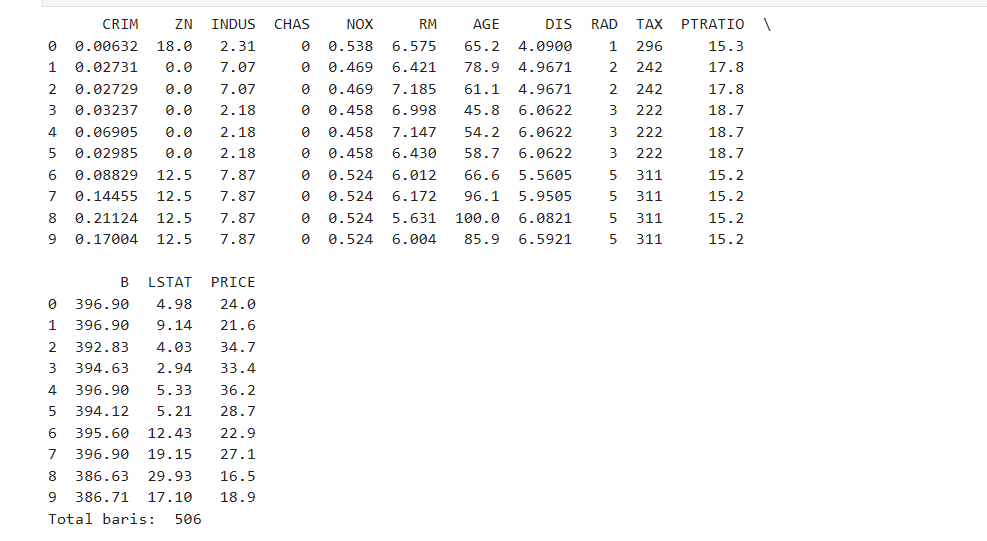 CRIM ZN INDUS CHAS NOX RM AGE DIS RAD TAX PTRATIO \
0 0.00632 18.0 2.31 0 0.538 6.575 65.2 4.0900 1 296 15.3
1 0.02731 0.0 7.07 0 0.469 6.421 78.9 4.9671 2 242 17.8
2 0.02729 0.0 7.07 0 0.469 7.185 61.1 4.9671 2 242 17.8
3 0.03237 0.0 2.18 0 0.458 6.998 45.8 6.0622 3 222 18.7
4 0.06905 0.0 2.18 0 0.458 7.147 54.2 6.0622 3 222 18.7
5 0.02985 0.0 2.18 0 0.458 6.430 58.7 6.0622 3 222 18.7
6 0.08829 12.5 7.87 0 0.524 6.012 66.6 5.5605 5 311 15.2
7 0.14455 12.5 7.87 0 0.524 6.172 96.1 5.9505 5 311 15.2
8 0.21124 12.5 7.87 0 0.524 5.631 100.0 6.0821 5 311 15.2
9 0.17004 12.5 7.87 0 0.524 6.004 85.9 6.5921 5 311 15.2
B LSTAT PRICE
0 396.90 4.98 24.0
1 396.90 9.14 21.6
2 392.83 4.03 34.7
3 394.63 2.94 33.4
4 396.90 5.33 36.2
5 394.12 5.21 28.7
6 395.60 12.43 22.9
7 396.90 19.15 27.1
8 386.63 29.93 16.5
9 386.71 17.10 18.9
Total baris: 506